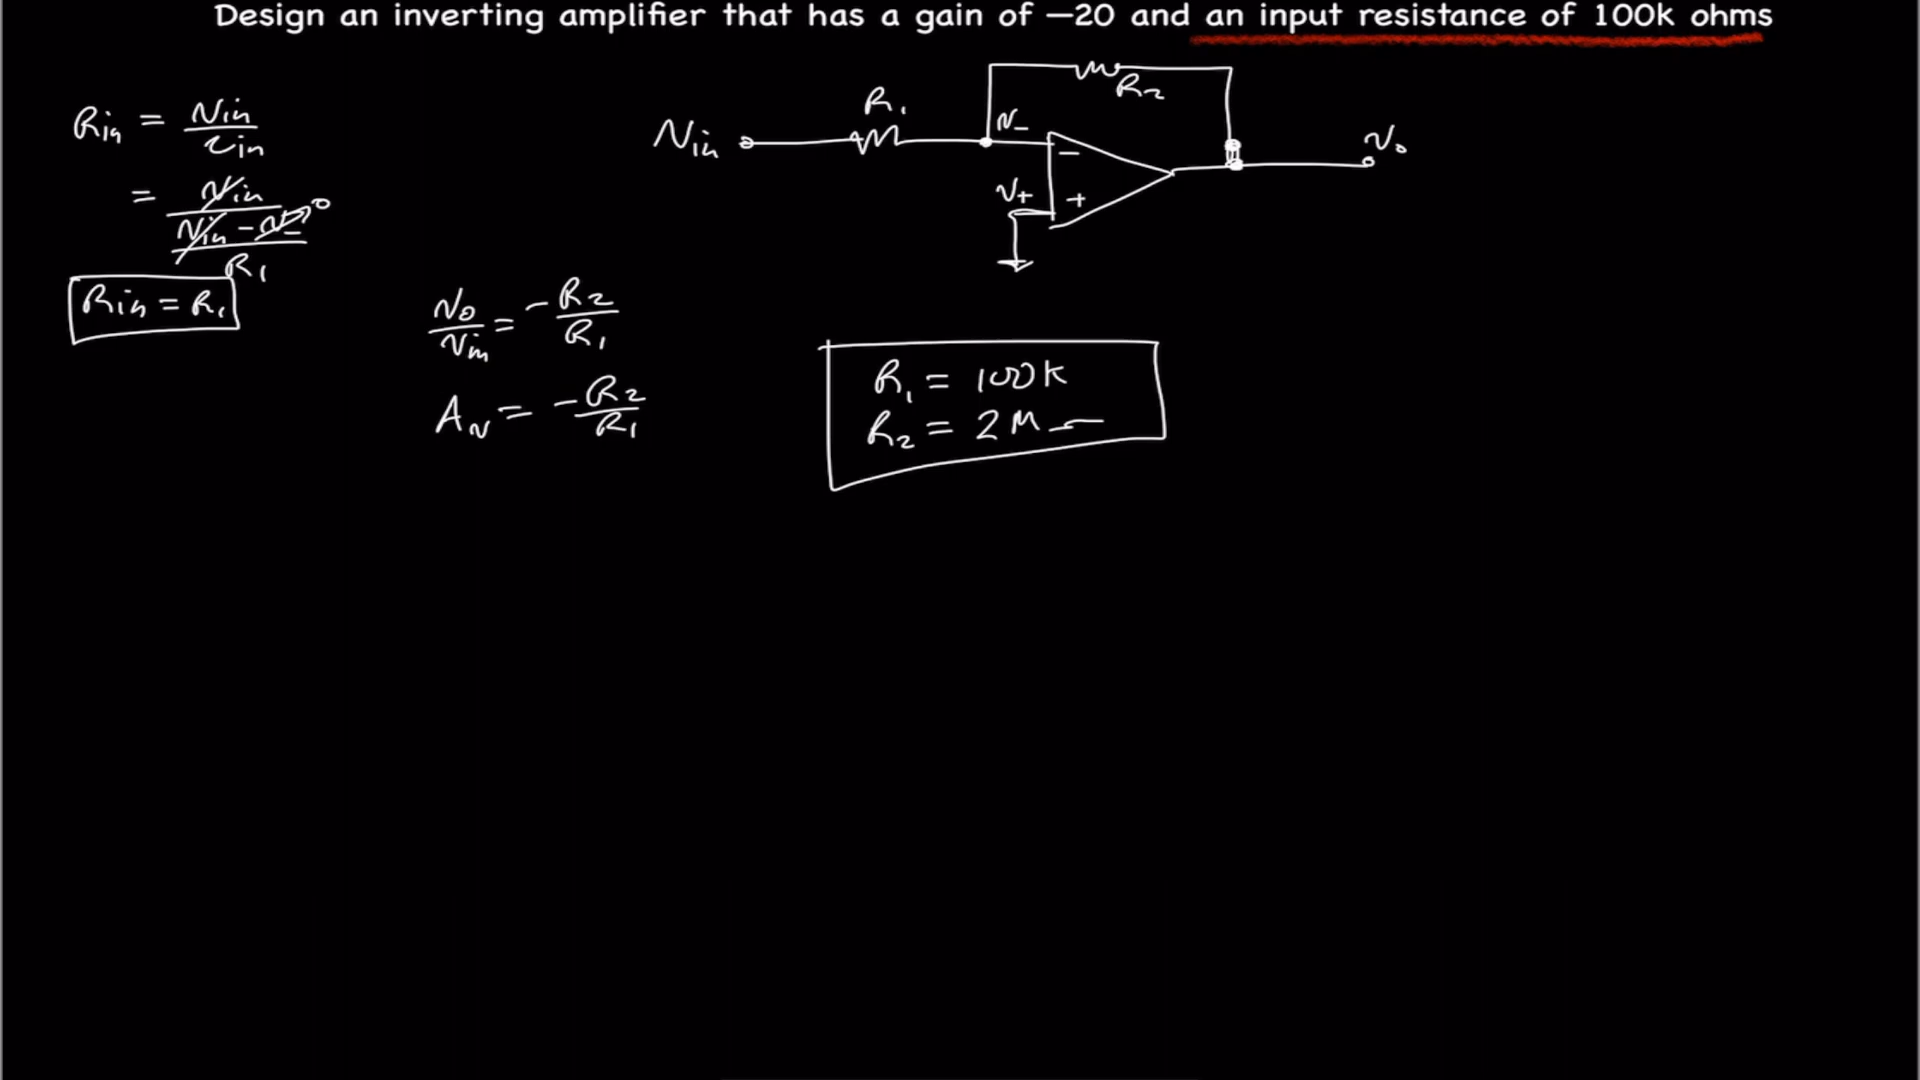 Design an inverting amplifier that has a gain of —20 and an input resistance of 100k ohms
Rin = Vin / iin
= Vin / ((Vin - V-) / R1)
0
Rin = R1
Vin
R1
R2
V-
V+
−
+
Vo
Vo / Vin = -R2 / R1
Av = -R2 / R1
R1 = 100K
R2 = 2M